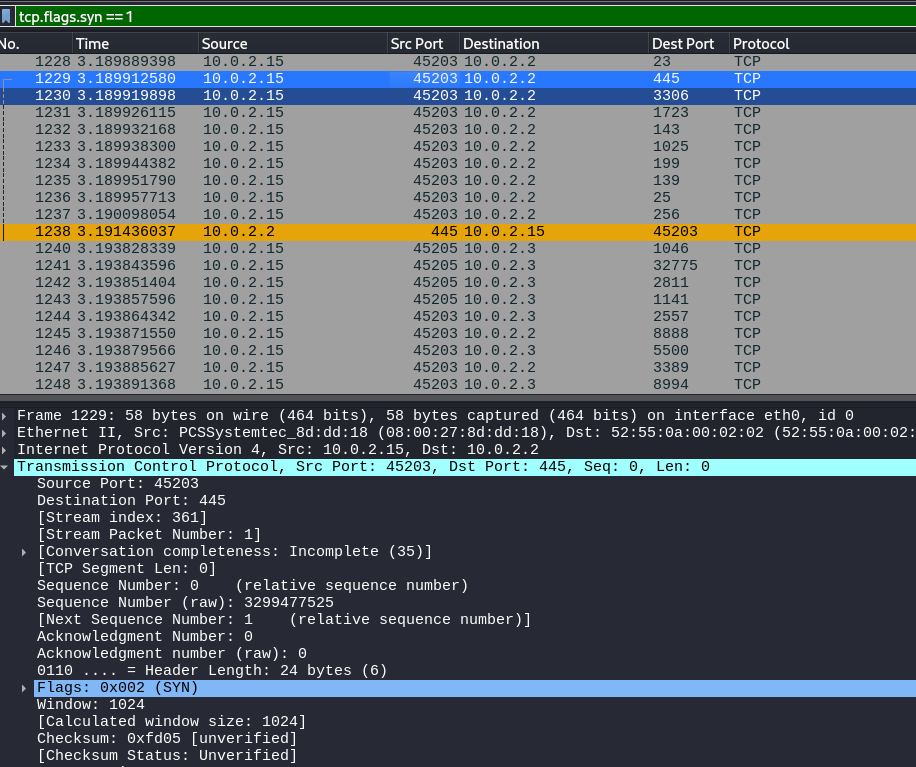 tcp.flags.syn == 1
No. Time Source Src Port Destination Dest Port Protocol
1228 3.189889398 10.0.2.15 45203 10.0.2.2 23 TCP
1229 3.189912580 10.0.2.15 45203 10.0.2.2 445 TCP
1230 3.189919898 10.0.2.15 45203 10.0.2.2 3306 TCP
1231 3.189926115 10.0.2.15 45203 10.0.2.2 1723 TCP
1232 3.189932168 10.0.2.15 45203 10.0.2.2 143 TCP
1233 3.189938300 10.0.2.15 45203 10.0.2.2 1025 TCP
1234 3.189944382 10.0.2.15 45203 10.0.2.2 199 TCP
1235 3.189951790 10.0.2.15 45203 10.0.2.2 139 TCP
1236 3.189957713 10.0.2.15 45203 10.0.2.2 25 TCP
1237 3.190098054 10.0.2.15 45203 10.0.2.2 256 TCP
1238 3.191436037 10.0.2.2 445 10.0.2.15 45203 TCP
1240 3.193828339 10.0.2.15 45205 10.0.2.3 1046 TCP
1241 3.193843596 10.0.2.15 45205 10.0.2.3 32775 TCP
1242 3.193851404 10.0.2.15 45205 10.0.2.3 2811 TCP
1243 3.193857596 10.0.2.15 45205 10.0.2.3 1141 TCP
1244 3.193864342 10.0.2.15 45205 10.0.2.3 2557 TCP
1245 3.193871550 10.0.2.15 45203 10.0.2.2 8888 TCP
1246 3.193879566 10.0.2.15 45205 10.0.2.3 5500 TCP
1247 3.193885627 10.0.2.15 45203 10.0.2.2 3389 TCP
1248 3.193891368 10.0.2.15 45205 10.0.2.3 8994 TCP
Frame 1229: 58 bytes on wire (464 bits), 58 bytes captured (464 bits) on interface eth0, id 0
Ethernet II, Src: PCSSystemtec_8d:dd:18 (08:00:27:8d:dd:18), Dst: 52:55:0a:00:02:02 (52:55:0a:00:02:
Internet Protocol Version 4, Src: 10.0.2.15, Dst: 10.0.2.2
Transmission Control Protocol, Src Port: 45203, Dst Port: 445, Seq: 0, Len: 0
Source Port: 45203
Destination Port: 445
[Stream index: 361]
[Stream Packet Number: 1]
[Conversation completeness: Incomplete (35)]
[TCP Segment Len: 0]
Sequence Number: 0 (relative sequence number)
Sequence Number (raw): 3299477525
[Next Sequence Number: 1 (relative sequence number)]
Acknowledgment Number: 0
Acknowledgment number (raw): 0
0110 .... = Header Length: 24 bytes (6)
Flags: 0x002 (SYN)
Window: 1024
[Calculated window size: 1024]
Checksum: 0xfd05 [unverified]
[Checksum Status: Unverified]